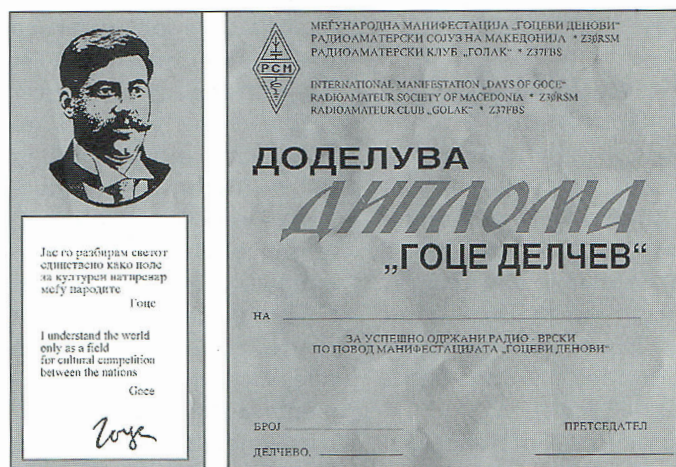 МЕЃУНАРОДНА МАНИФЕСТАЦИЈА „ГОЦЕВИ ДЕНОВИ“
РАДИОАМАТЕРСКИ СОЈУЗ НА МАКЕДОНИЈА * Z30RSM
РАДИОАМАТЕРСКИ КЛУБ „ГОЛАК“ * Z37FBS
РСМ
INTERNATIONAL MANIFESTATION „DAYS OF GOCE“
RADIOAMATEUR SOCIETY OF MACEDONIA * Z30RSM
RADIOAMATEUR CLUB „GOLAK“ * Z37FBS
ДОДЕЛУВА
ДИПЛОМА
„ГОЦЕ ДЕЛЧЕВ“
Јас го разбирам светот
единствено како поле
за културен натпревар
меѓу народите
Гоце
I understand the world
only as a field
for cultural competition
between the nations
Goce
Гоце
НА
ЗА УСПЕШНО ОДРЖАНИ РАДИО - ВРСКИ
ПО ПОВОД МАНИФЕСТАЦИЈАТА „ГОЦЕВИ ДЕНОВИ“
БРОЈ
ПРЕТСЕДАТЕЛ
ДЕЛЧЕВО,